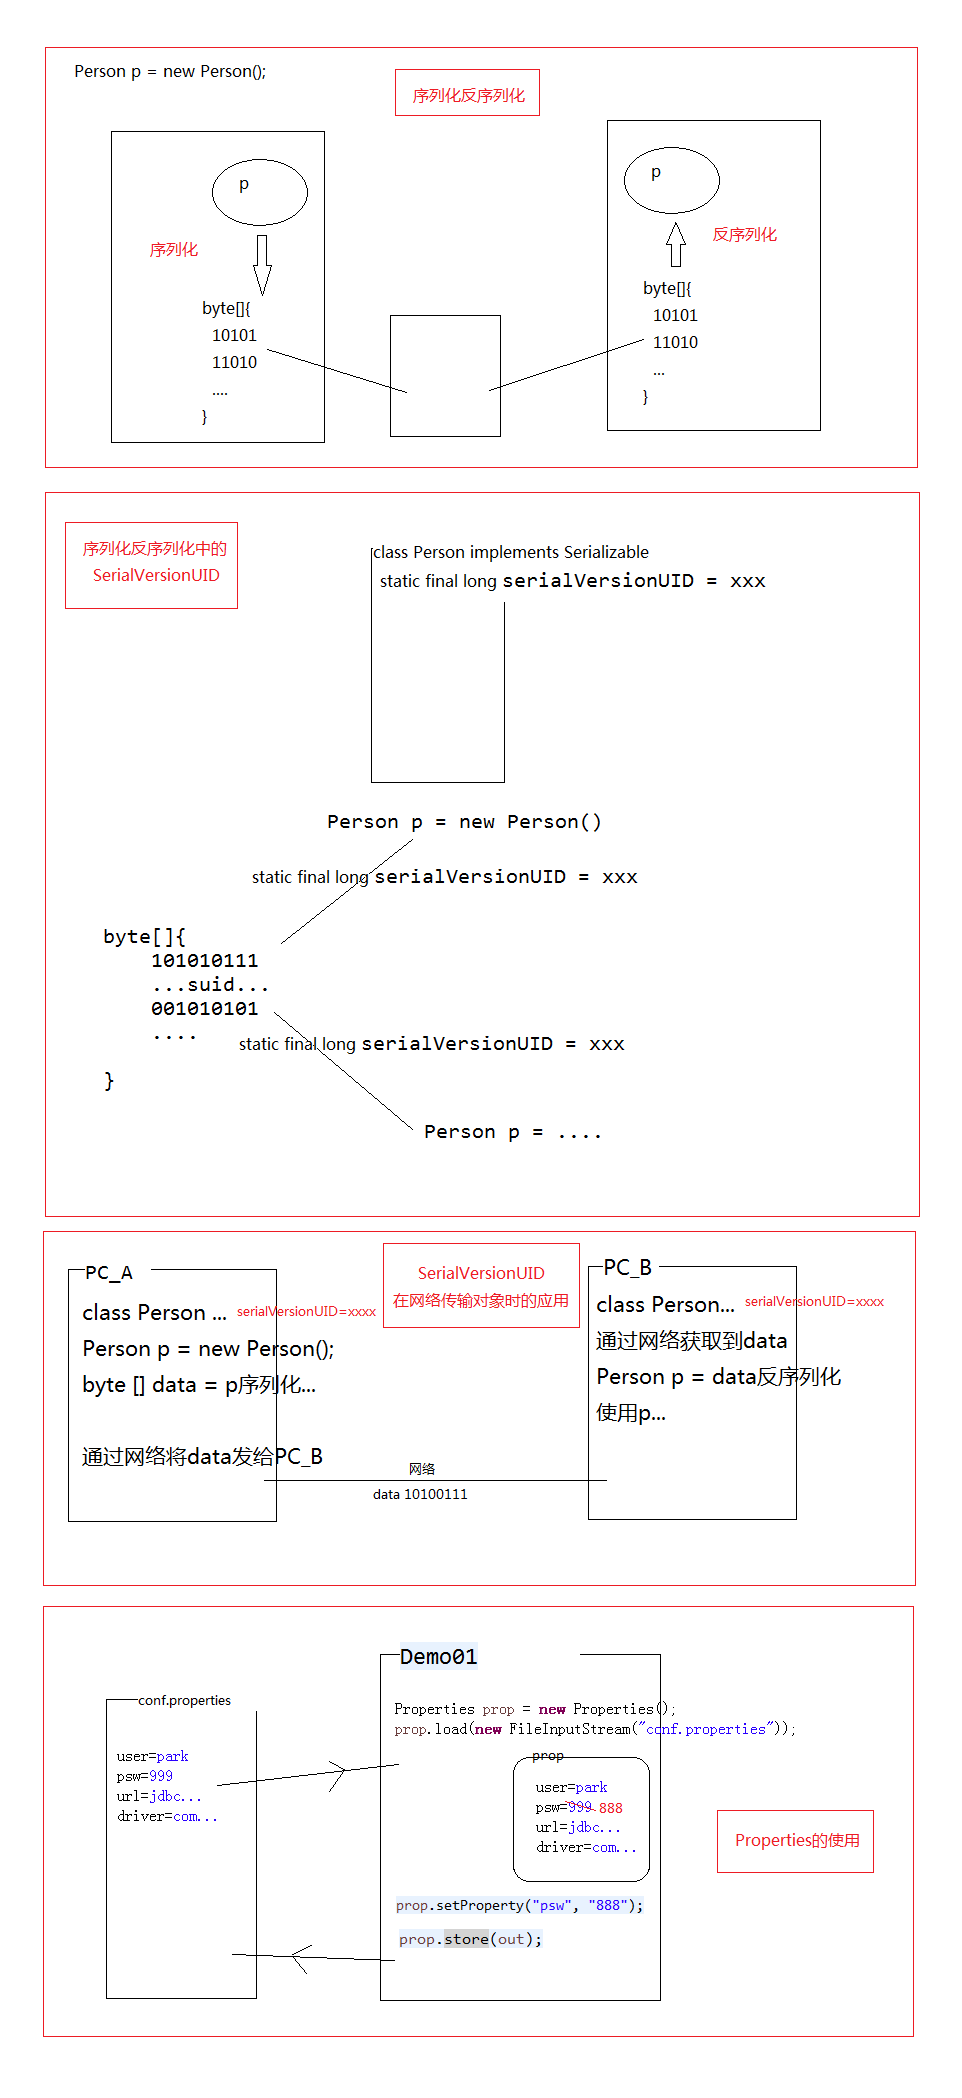 Person p = new Person();
序列化反序列化
p
序列化
byte[]{
10101
11010
....
}
p
反序列化
byte[]{
10101
11010
...
}
序列化反序列化中的
SerialVersionUID
class Person implements Serializable
static final long serialVersionUID = xxx
Person p = new Person()
static final long serialVersionUID = xxx
byte[]{
101010111
...suid...
001010101
....
}
static final long serialVersionUID = xxx
Person p = ....
PC_A
class Person ... serialVersionUID=xxxx
Person p = new Person();
byte [] data = p序列化...
通过网络将data发给PC_B
SerialVersionUID
在网络传输对象时的应用
PC_B
class Person... serialVersionUID=xxxx
通过网络获取到data
Person p = data反序列化
使用p...
网络
data 10100111
conf.properties
user=park
psw=999
url=jdbc...
driver=com...
Demo01
Properties prop = new Properties();
prop.load(new FileInputStream("conf.properties"));
prop
user=park
psw=999 888
url=jdbc...
driver=com...
prop.setProperty("psw", "888");
prop.store(out);
Properties的使用